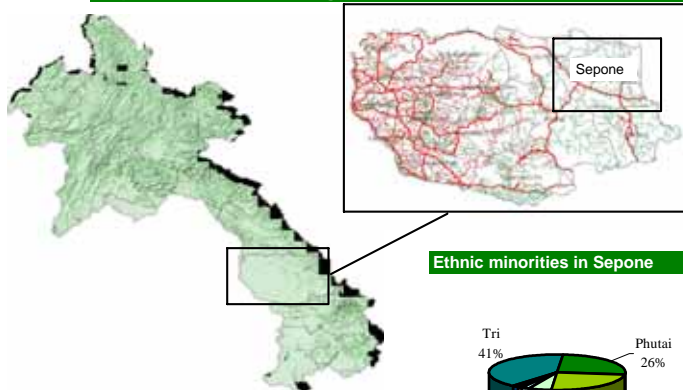 Sepone
Ethnic minorities in Sepone
Tri
41%
Phutai
26%